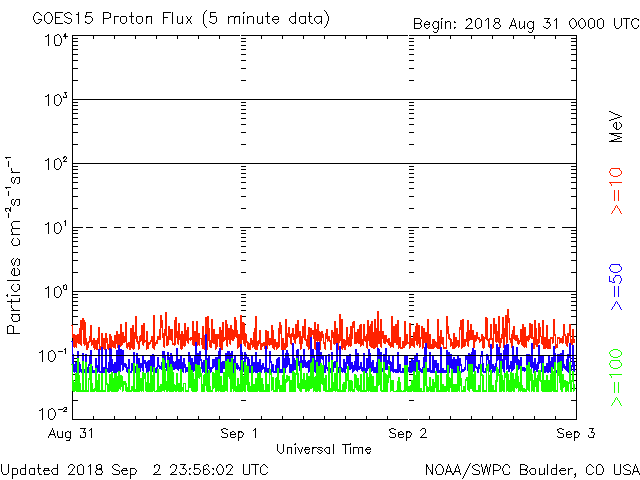 GOES15 Proton Flux (5 minute data)
Begin: 2018 Aug 31 0000 UTC
Particles cm⁻²s⁻¹sr⁻¹
10⁴
10³
10²
10¹
10⁰
10⁻¹
10⁻²
Aug 31 Sep 1 Sep 2 Sep 3
Universal Time
MeV
>=10
>=50
>=100
Updated 2018 Sep 2 23:56:02 UTC
NOAA/SWPC Boulder, CO USA